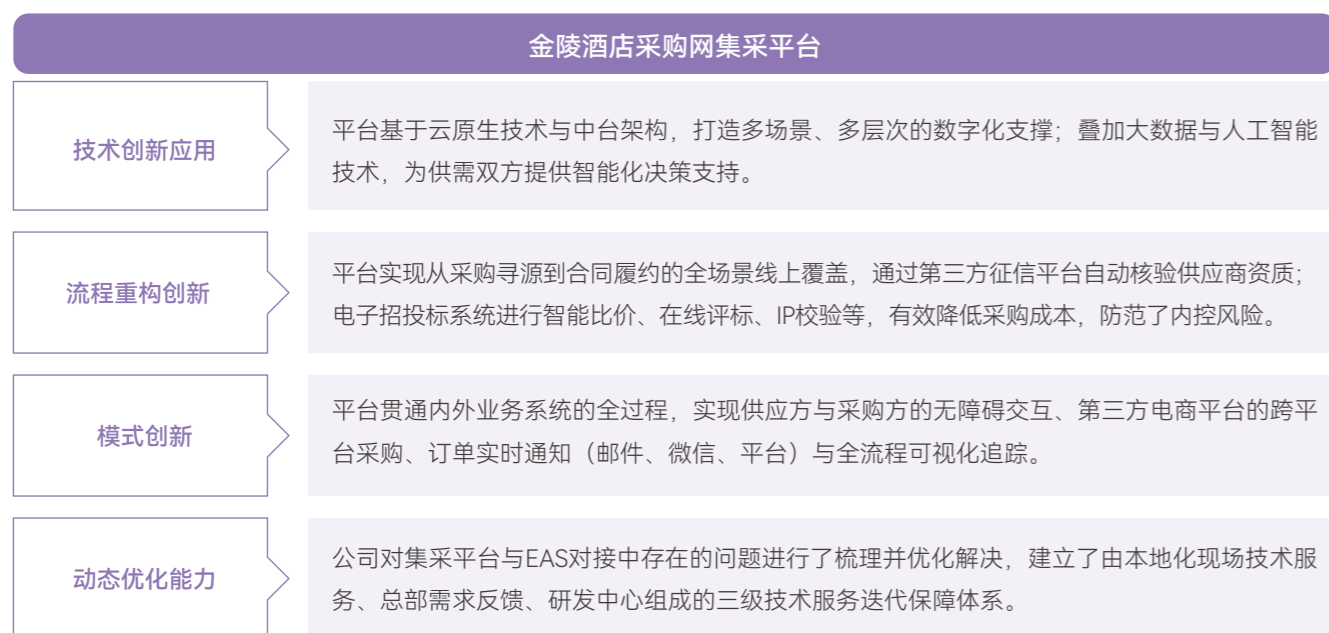 金陵酒店采购网集采平台
技术创新应用
平台基于云原生技术与中台架构，打造多场景、多层次的数字化支撑；叠加大数据与人工智能
技术，为供需双方提供智能化决策支持。
流程重构创新
平台实现从采购寻源到合同履约的全场景线上覆盖，通过第三方征信平台自动核验供应商资质；
电子招投标系统进行智能比价、在线评标、IP校验等，有效降低采购成本，防范了内控风险。
模式创新
平台贯通内外业务系统的全过程，实现供应方与采购方的无障碍交互、第三方电商平台的跨平
台采购、订单实时通知（邮件、微信、平台）与全流程可视化追踪。
动态优化能力
公司对集采平台与EAS对接中存在的问题进行了梳理并优化解决，建立了由本地化现场技术服
务、总部需求反馈、研发中心组成的三级技术服务迭代保障体系。